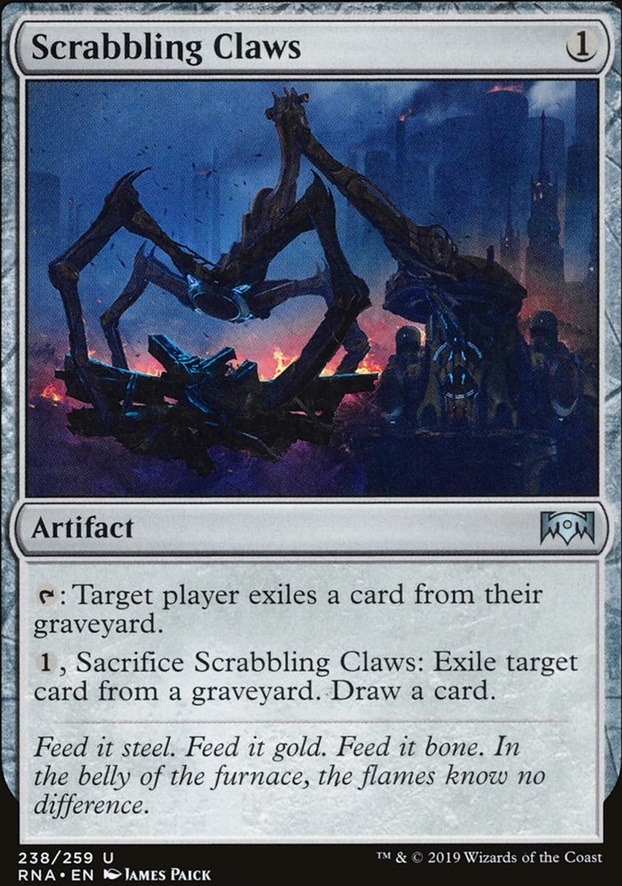 Scrabbling Claws 1
Artifact
: Target player exiles a card from their
graveyard.
1, Sacrifice Scrabbling Claws: Exile target
card from a graveyard. Draw a card.
Feed it steel. Feed it gold. Feed it bone. In
the belly of the furnace, the flames know no
difference.
238/259 U
RNA • EN James Paick
™ & © 2019 Wizards of the Coast